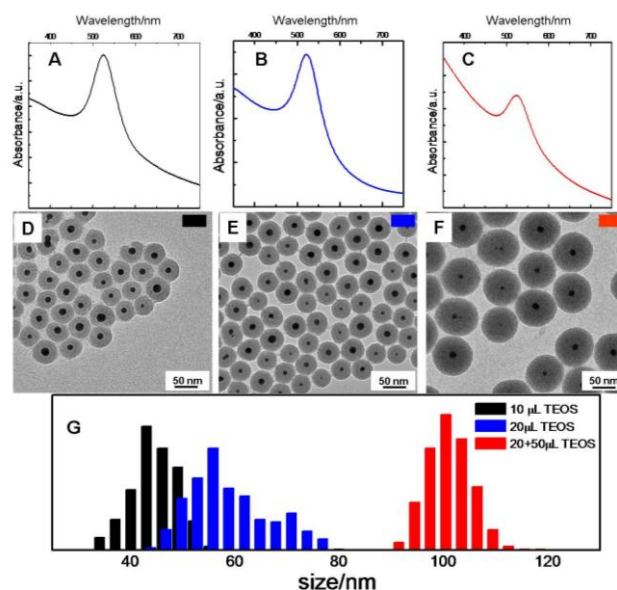 Wavelength/nm
400 500 600 700
A
Absorbance/a.u.
Wavelength/nm
400 500 600 700
B
Absorbance/a.u.
Wavelength/nm
400 500 600 700
C
Absorbance/a.u.
D
50 nm
E
50 nm
F
50 nm
G
10 μL TEOS
20μL TEOS
20+50μL TEOS
40 60 80 100 120
size/nm